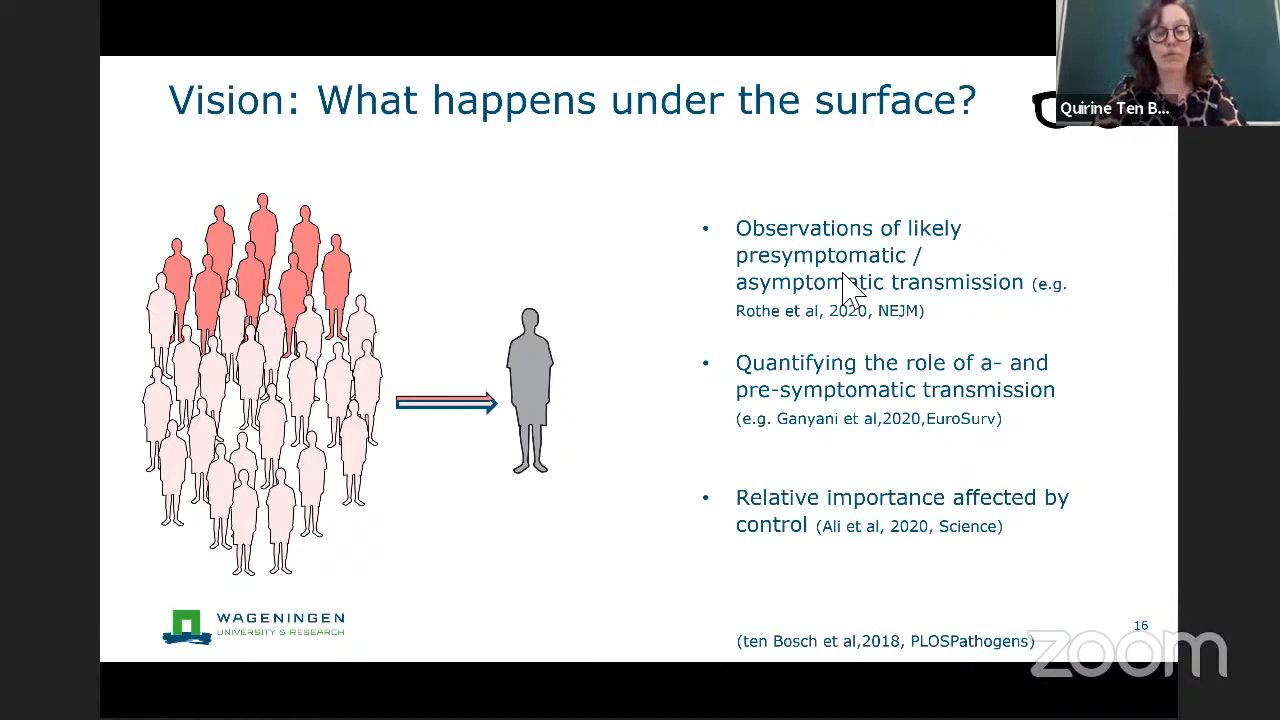 Vision: What happens under the surface?
Quirine Ten B...
• Observations of likely
presymptomatic /
asymptomatic transmission (e.g.
Rothe et al, 2020, NEJM)
• Quantifying the role of a- and
pre-symptomatic transmission
(e.g. Ganyani et al,2020,EuroSurv)
• Relative importance affected by
control (Ali et al, 2020, Science)
WAGENINGEN
UNIVERSITY & RESEARCH
16
(ten Bosch et al,2018, PLOSPathogens)
zoom